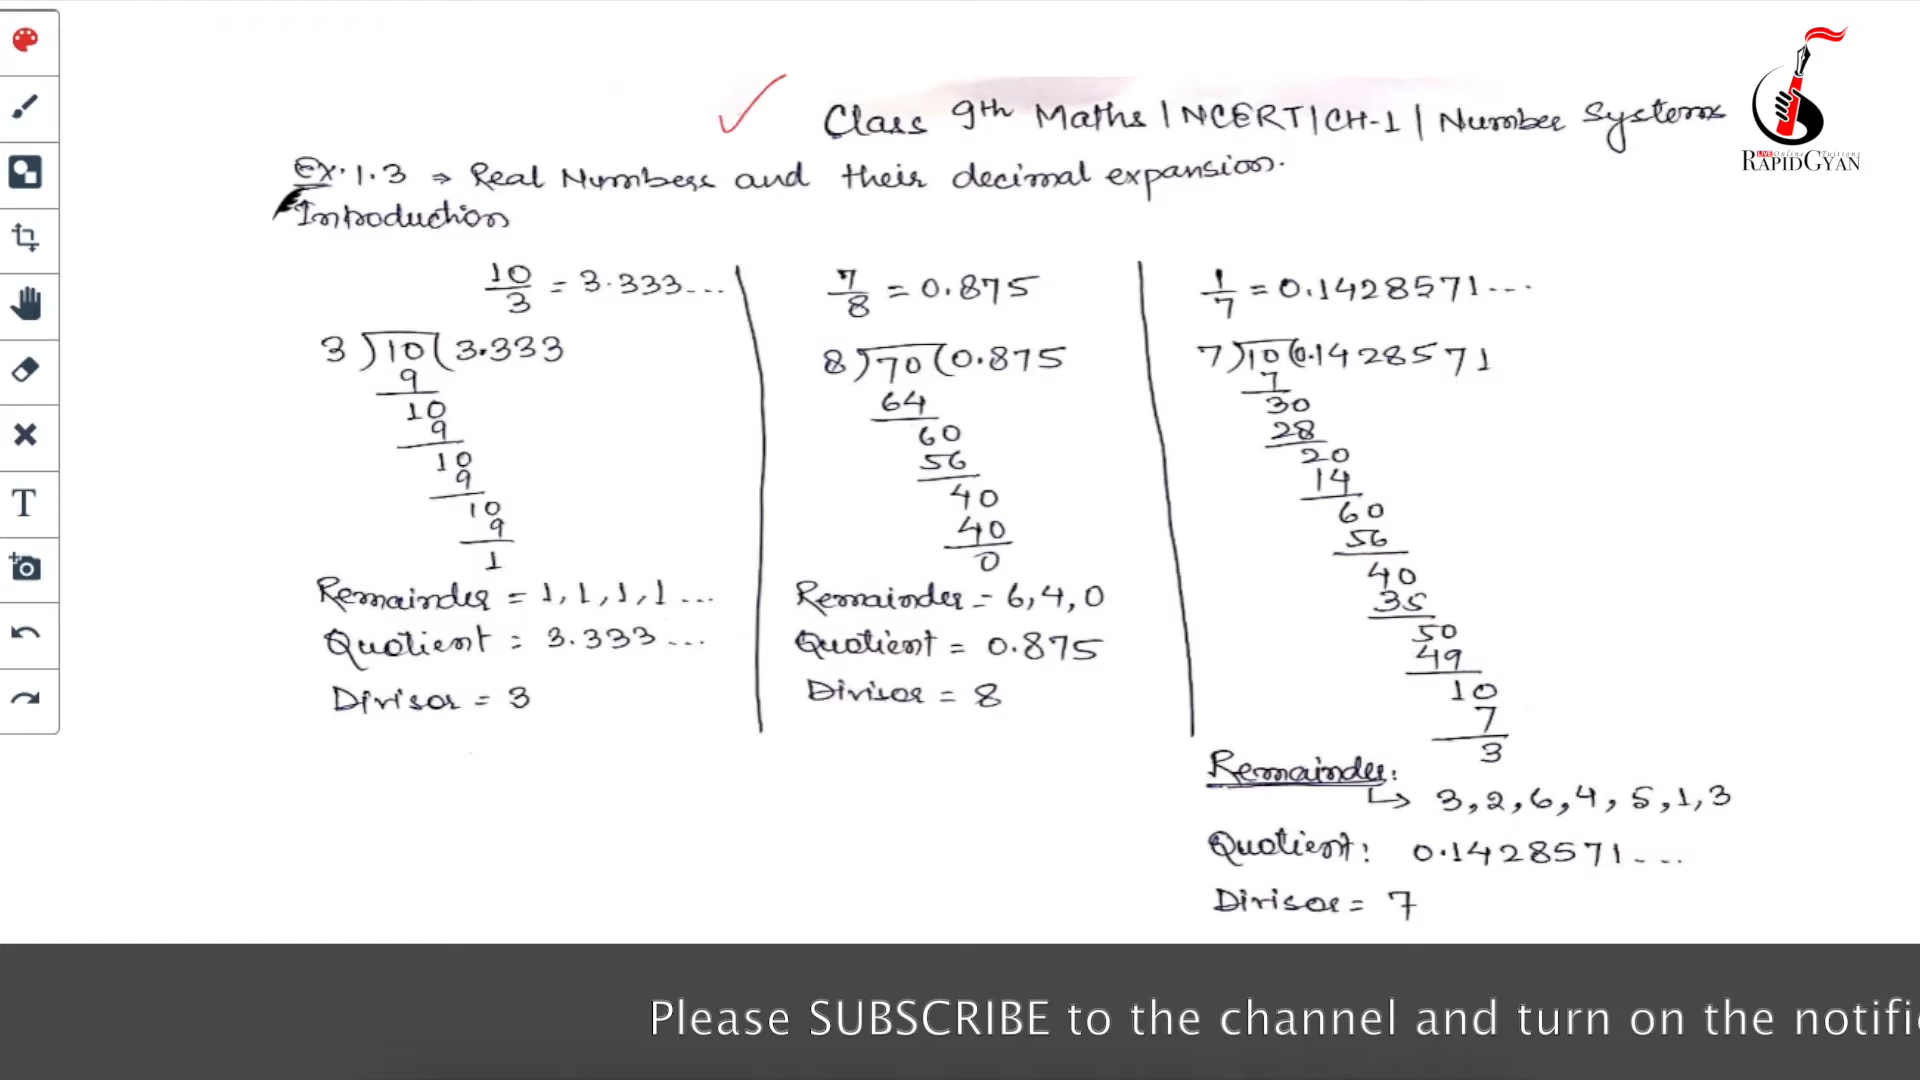 Class 9th Maths | NCERT | CH-1 | Number Systems
LIVE Online Tuitions
RAPIDGYAN
Ex. 1.3 ⇒ Real Numbers and their decimal expansion.
Introduction
10/3 = 3.333...
3 ) 10 ( 3.333
9
10
9
10
9
10
9
1
Remainder = 1, 1, 1, 1 ...
Quotient = 3.333 ...
Divisor = 3
7/8 = 0.875
8 ) 70 ( 0.875
64
60
56
40
40
0
Remainder = 6, 4, 0
Quotient = 0.875
Divisor = 8
1/7 = 0.1428571...
7 ) 10 ( 0.1428571
7
30
28
20
14
60
56
40
35
50
49
10
7
3
Remainder:
↳ 3, 2, 6, 4, 5, 1, 3
Quotient: 0.1428571...
Divisor = 7
T
Please SUBSCRIBE to the channel and turn on the notific